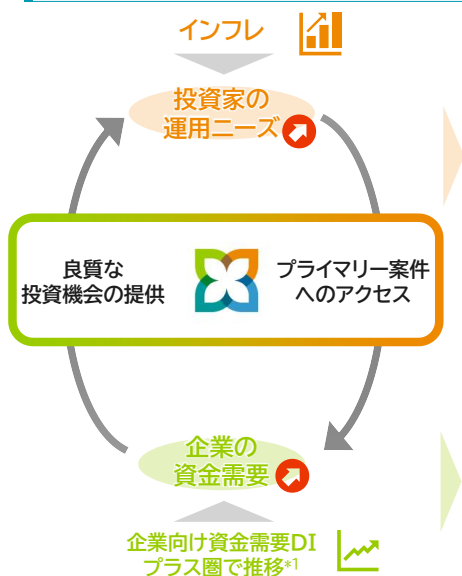 インフレ
投資家の
運用ニーズ
良質な
投資機会の提供
プライマリー案件
へのアクセス
企業の
資金需要
企業向け資金需要DI
プラス圏で推移*1